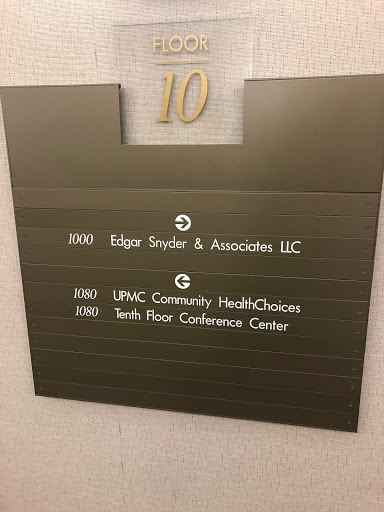 FLOOR
10
1000 Edgar Snyder & Associates LLC
1080 UPMC Community HealthChoices
1080 Tenth Floor Conference Center